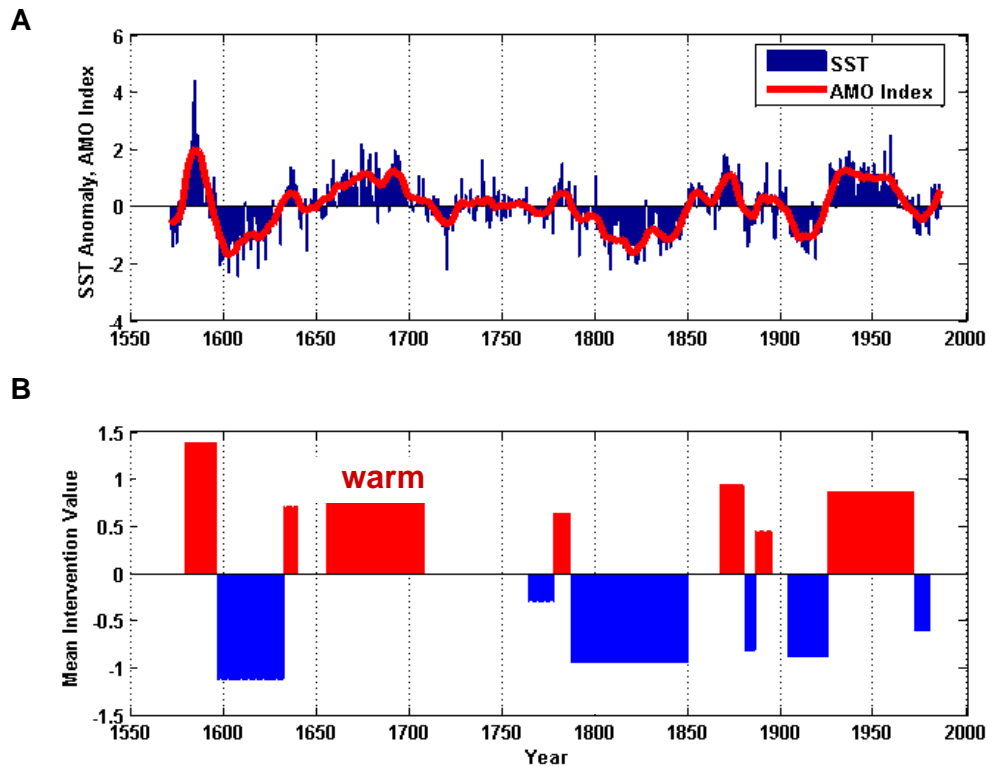 A
6
4
2
0
-2
-4
SST Anomaly, AMO Index
SST
AMO Index
1550 1600 1650 1700 1750 1800 1850 1900 1950 2000
B
1.5
1
0.5
0
-0.5
-1
-1.5
Mean Intervention Value
warm
1550 1600 1650 1700 1750 1800 1850 1900 1950 2000
Year